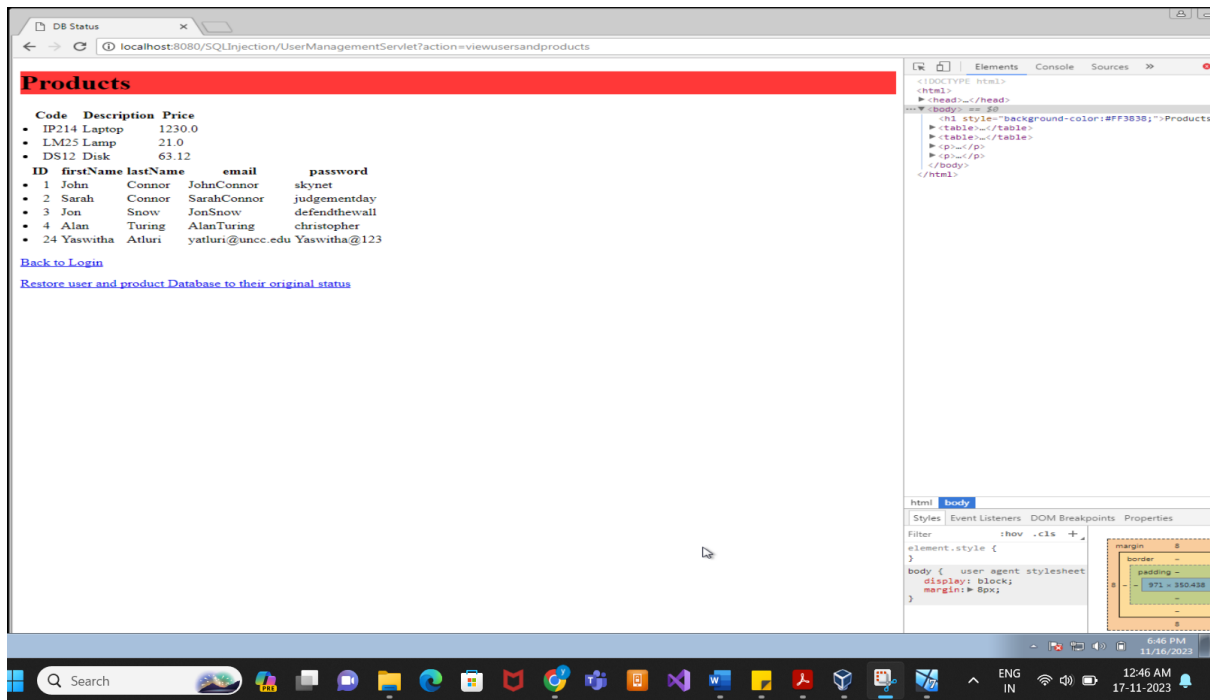 DB Status
localhost:8080/SQLInjection/UserManagementServlet?action=viewusersandproducts
Products
Code Description Price
IP214 Laptop 1230.0
LM25 Lamp 21.0
DS12 Disk 63.12
ID firstName lastName email password
1 John Connor JohnConnor skynet
2 Sarah Connor SarahConnor judgementday
3 Jon Snow JonSnow defendthewall
4 Alan Turing AlanTuring christopher
24 Yaswitha Atluri yatluri@uncc.edu Yaswitha@123
Back to Login
Restore user and product Database to their original status
Elements Console Sources »
<!DOCTYPE html>
<html>
▶<head>…</head>
…▼<body> == $0
<h1 style="background-color:#FF3838;">Products
▶<table>…</table>
▶<table>…</table>
▶<p>…</p>
▶<p>…</p>
</body>
</html>
html body
Styles Event Listeners DOM Breakpoints Properties
Filter :hov .cls +
element.style {
}
body { user agent stylesheet
display: block;
margin:▶ 8px;
}
margin 8
border –
padding –
8 – – 971 × 350.438
–
–
8
6:46 PM
11/16/2023
Search
PRE
ENG
IN
12:46 AM
17-11-2023